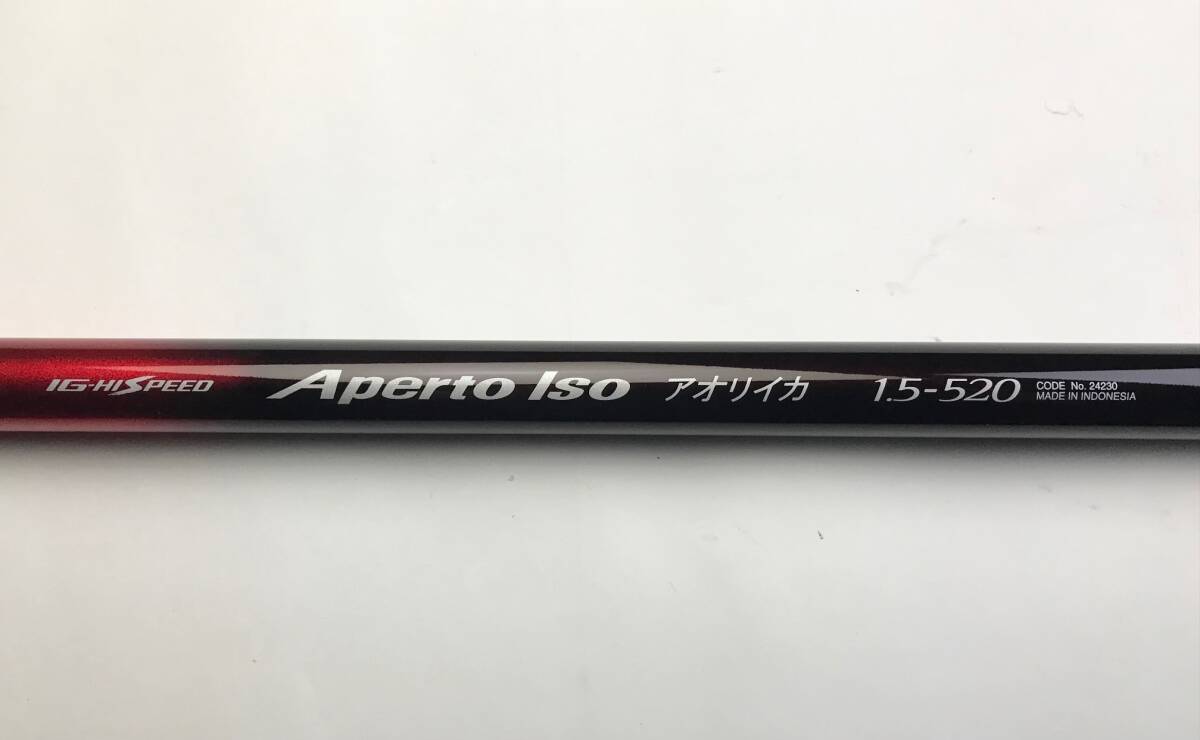 IG-HISPEED Aperto Iso アオリイカ 1.5-520
CODE No. 24230
MADE IN INDONESIA